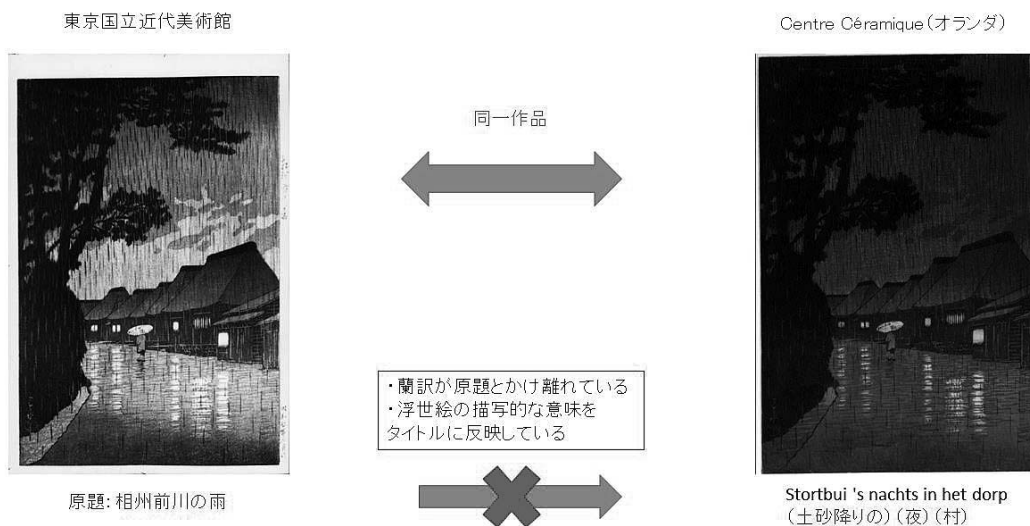 東京国立近代美術館
Centre Céramique(オランダ)
同一作品
・蘭訳が原題とかけ離れている
・浮世絵の描写的な意味を
タイトルに反映している
原題: 相州前川の雨
Stortbui 's nachts in het dorp
(土砂降りの) (夜) (村)